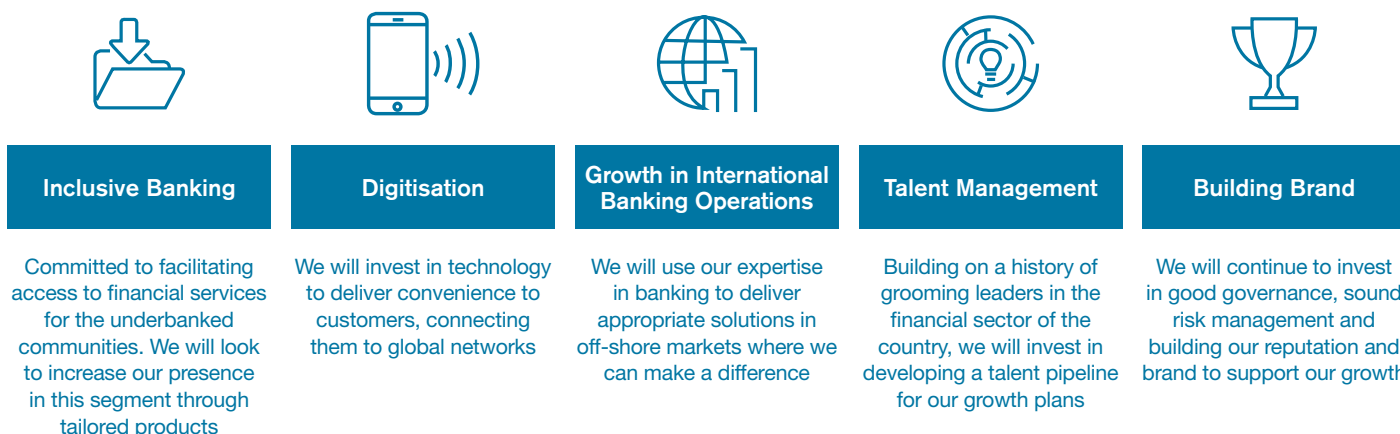 Inclusive Banking
Committed to facilitating
access to financial services
for the underbanked
communities. We will look
to increase our presence
in this segment through
tailored products
Digitisation
We will invest in technology
to deliver convenience to
customers, connecting
them to global networks
Growth in International
Banking Operations
We will use our expertise
in banking to deliver
appropriate solutions in
off-shore markets where we
can make a difference
Talent Management
Building on a history of
grooming leaders in the
financial sector of the
country, we will invest in
developing a talent pipeline
for our growth plans
Building Brand
We will continue to invest
in good governance, sound
risk management and
building our reputation and
brand to support our growth